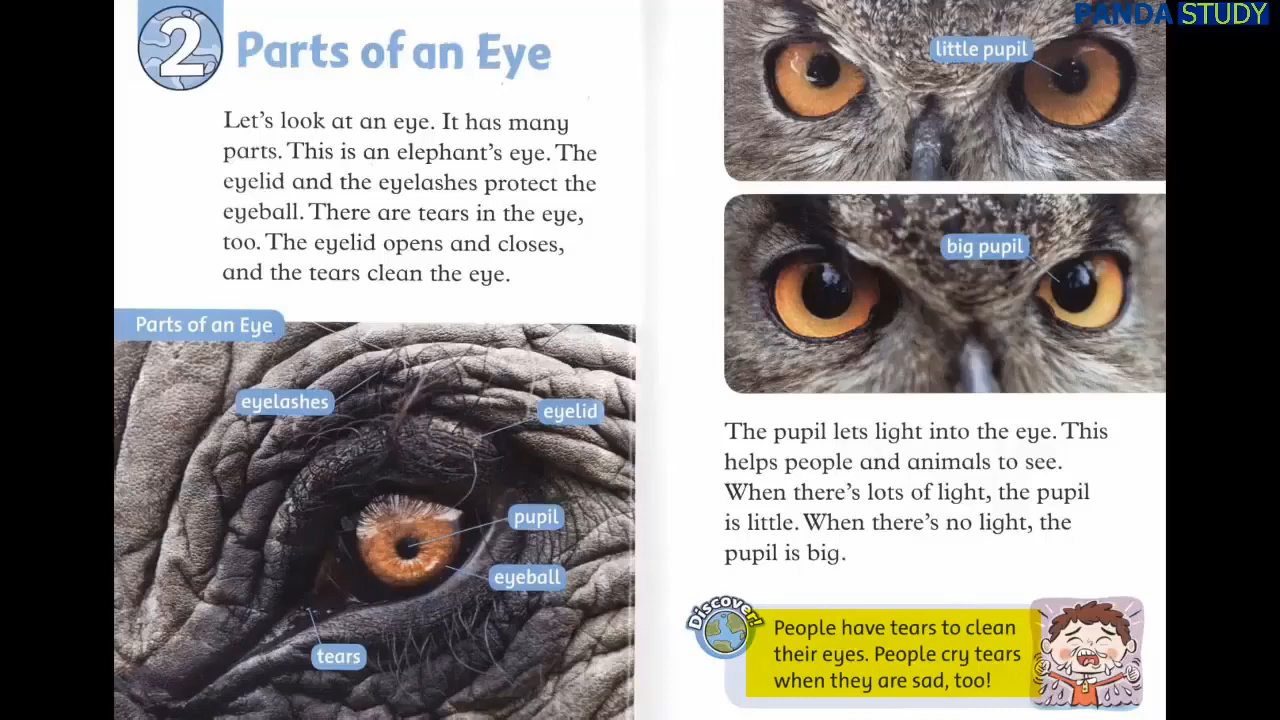 2
Parts of an Eye
Let's look at an eye. It has many
parts. This is an elephant's eye. The
eyelid and the eyelashes protect the
eyeball. There are tears in the eye,
too. The eyelid opens and closes,
and the tears clean the eye.
Parts of an Eye
eyelashes
eyelid
pupil
eyeball
tears
PANDA STUDY
little pupil
big pupil
The pupil lets light into the eye. This
helps people and animals to see.
When there's lots of light, the pupil
is little. When there's no light, the
pupil is big.
Discover!
People have tears to clean
their eyes. People cry tears
when they are sad, too!